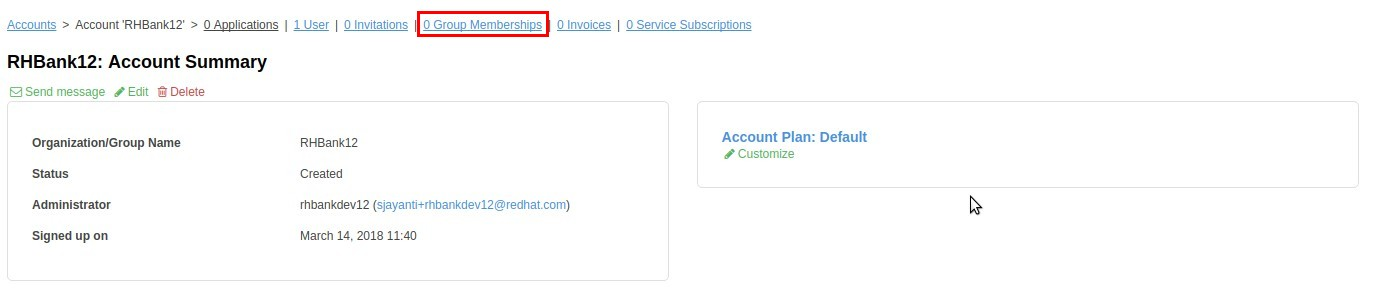 Accounts > Account 'RHBank12' > 0 Applications | 1 User | 0 Invitations | 0 Group Memberships | 0 Invoices | 0 Service Subscriptions
RHBank12: Account Summary
Send message Edit Delete
Organization/Group Name RHBank12
Status Created
Administrator rhbankdev12 (sjayanti+rhbankdev12@redhat.com)
Signed up on March 14, 2018 11:40
Account Plan: Default
Customize